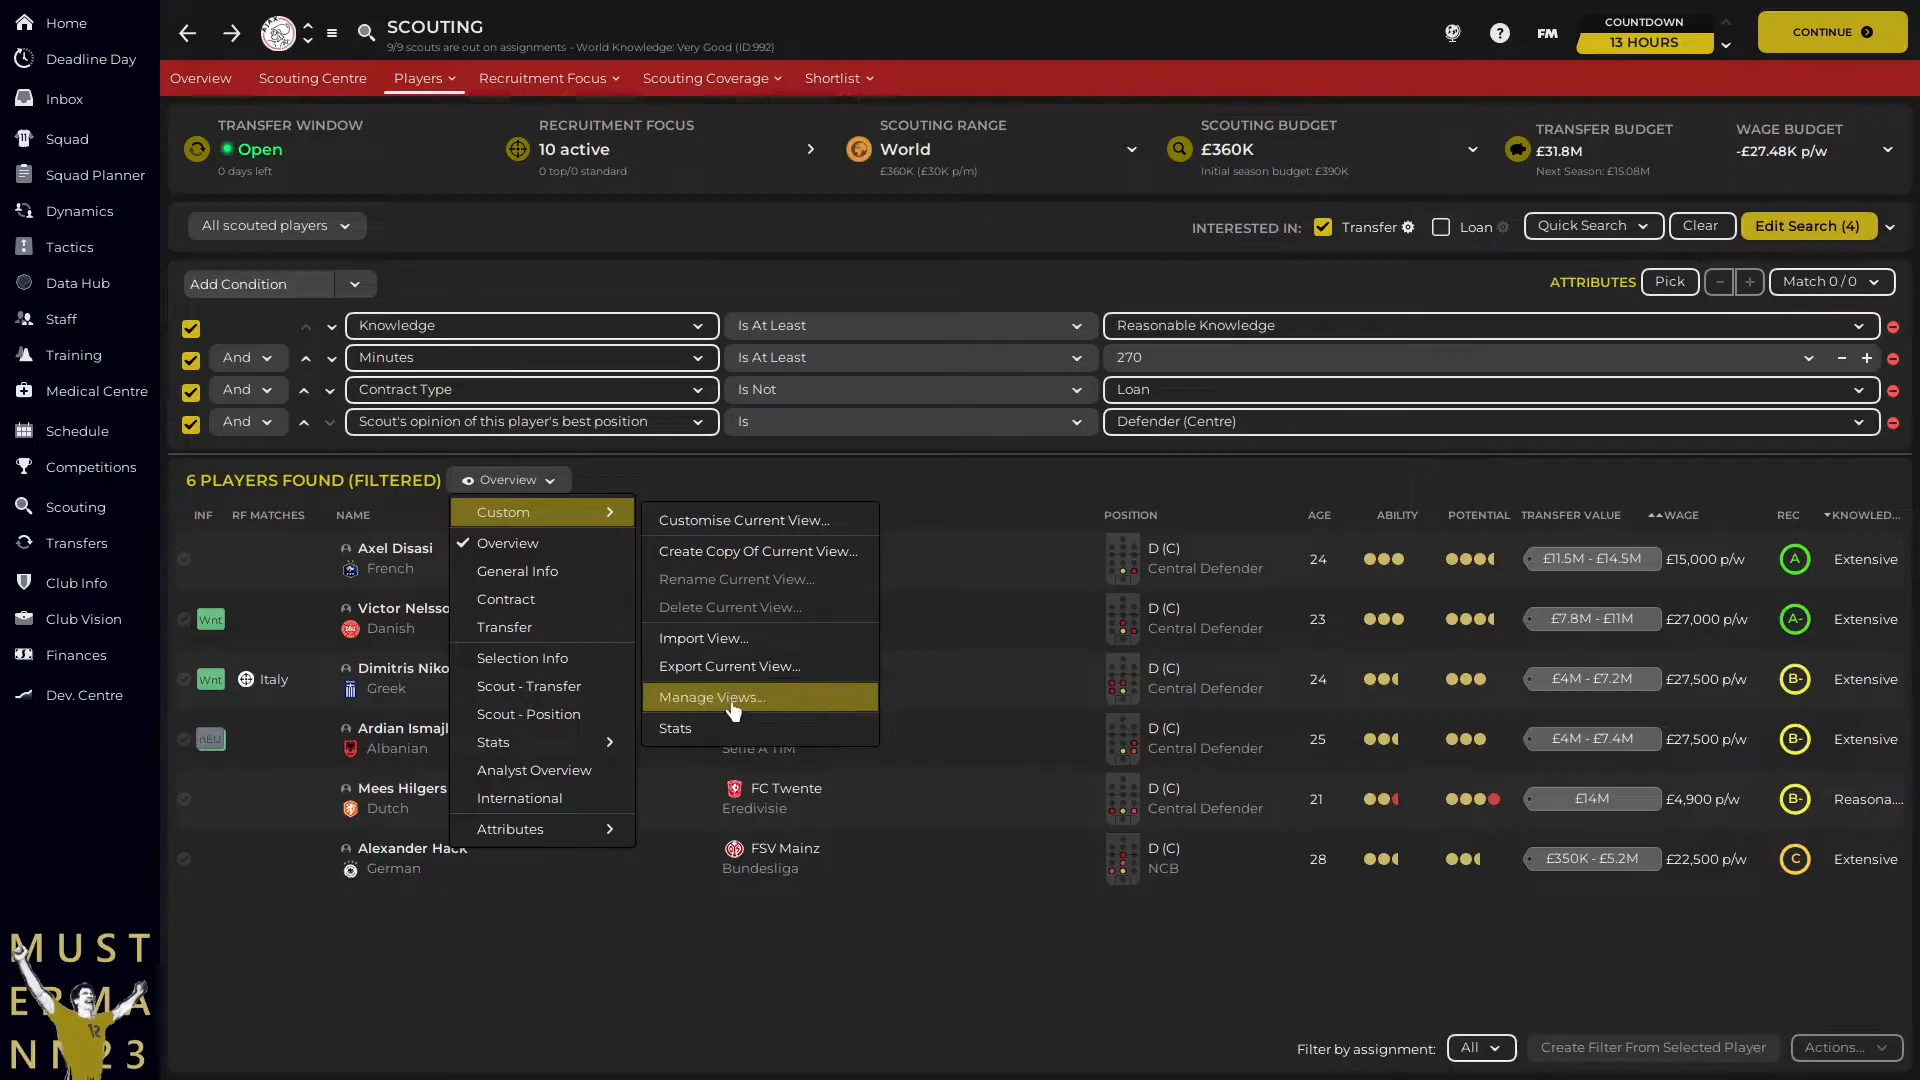 Home
Deadline Day
Inbox
Squad
Squad Planner
Dynamics
Tactics
Data Hub
Staff
Training
Medical Centre
Schedule
Competitions
Scouting
Transfers
Club Info
Club Vision
Finances
Dev. Centre
MUST
ERMA
NN23
SCOUTING
9/9 scouts are out on assignments - World Knowledge: Very Good (ID:992)
FM
COUNTDOWN
13 HOURS
CONTINUE
Overview Scouting Centre Players Recruitment Focus Scouting Coverage Shortlist
TRANSFER WINDOW
Open
0 days left
RECRUITMENT FOCUS
10 active
0 top/0 standard
SCOUTING RANGE
World
£360K (£30K p/m)
SCOUTING BUDGET
£360K
Initial season budget: £390K
TRANSFER BUDGET
£31.8M
Next Season: £15.08M
WAGE BUDGET
-£27.48K p/w
All scouted players
INTERESTED IN: Transfer Loan Quick Search Clear Edit Search (4)
Add Condition
ATTRIBUTES Pick - + Match 0 / 0
Knowledge Is At Least Reasonable Knowledge
And Minutes Is At Least 270 - +
And Contract Type Is Not Loan
And Scout's opinion of this player's best position Is Defender (Centre)
6 PLAYERS FOUND (FILTERED) Overview
INF RF MATCHES NAME POSITION AGE ABILITY POTENTIAL TRANSFER VALUE WAGE REC KNOWLED...
Custom
Overview
General Info
Contract
Transfer
Selection Info
Scout - Transfer
Scout - Position
Stats
Analyst Overview
International
Attributes
Customise Current View...
Create Copy Of Current View...
Rename Current View...
Delete Current View...
Import View...
Export Current View...
Manage Views...
Stats
Axel Disasi D (C) 24 £11.5M - £14.5M £15,000 p/w A Extensive
French Central Defender
Wnt Victor Nelsso D (C) 23 £7.8M - £11M £27,000 p/w A- Extensive
Danish Central Defender
Wnt Italy Dimitris Niko D (C) 24 £4M - £7.2M £27,500 p/w B- Extensive
Greek Central Defender
nEU Ardian Ismajl D (C) 25 £4M - £7.4M £27,500 p/w B- Extensive
Albanian Serie A TIM Central Defender
Mees Hilgers FC Twente D (C) 21 £14M £4,900 p/w B- Reasona...
Dutch Eredivisie Central Defender
Alexander Hack FSV Mainz D (C) 28 £350K - £5.2M £22,500 p/w C Extensive
German Bundesliga NCB
Filter by assignment: All Create Filter From Selected Player Actions...